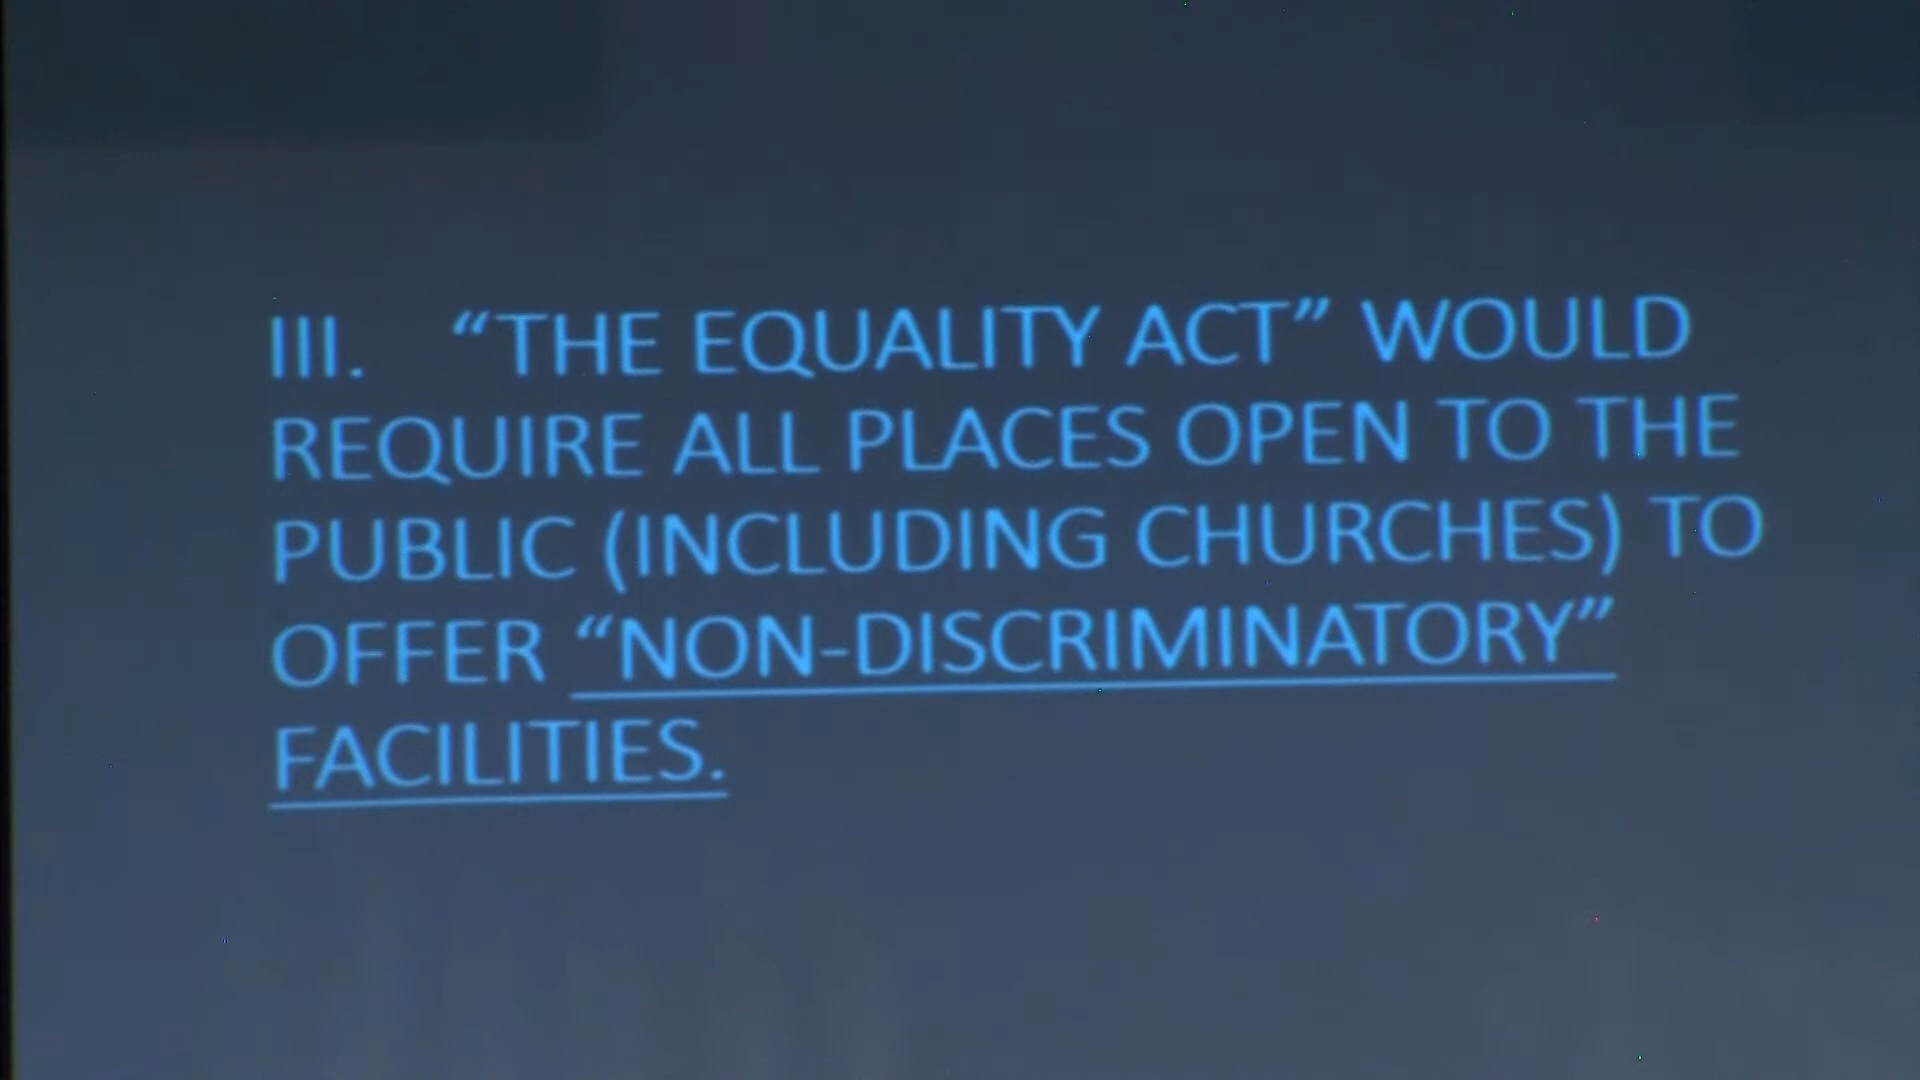 III. “THE EQUALITY ACT” WOULD
REQUIRE ALL PLACES OPEN TO THE
PUBLIC (INCLUDING CHURCHES) TO
OFFER “NON-DISCRIMINATORY”
FACILITIES.